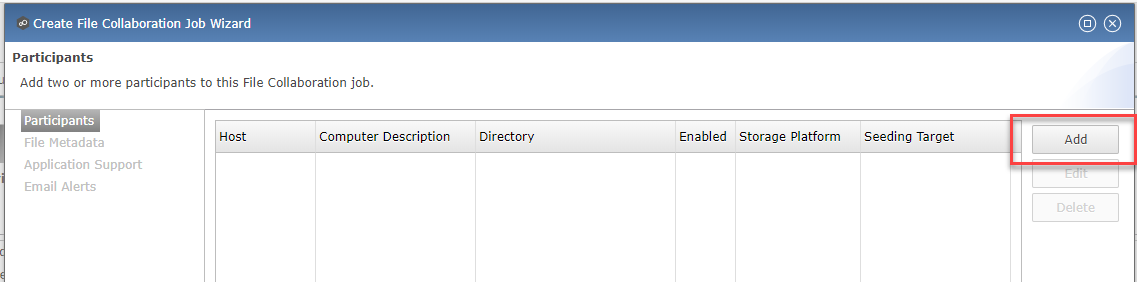 Create File Collaboration Job Wizard
Participants
Add two or more participants to this File Collaboration job.
Participants
File Metadata
Application Support
Email Alerts
Host Computer Description Directory Enabled Storage Platform Seeding Target
Add
Edit
Delete